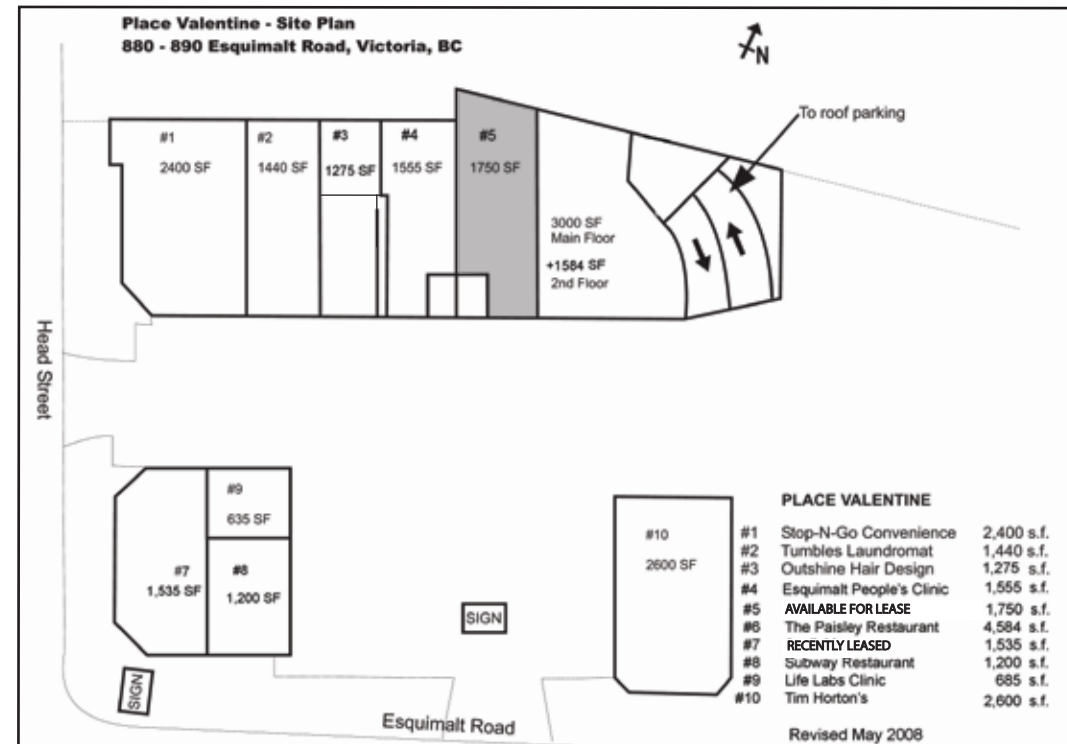 Place Valentine - Site Plan
880 - 890 Esquimalt Road, Victoria, BC
N
To roof parking
#1
2400 SF
#2
1440 SF
#3
1275 SF
#4
1555 SF
#5
1750 SF
3000 SF
Main Floor
+1584 SF
2nd Floor
Head Street
#9
635 SF
#7
1,535 SF
#8
1,200 SF
#10
2600 SF
SIGN
SIGN
Esquimalt Road
PLACE VALENTINE
#1 Stop-N-Go Convenience 2,400 s.f.
#2 Tumbles Laundromat 1,440 s.f.
#3 Outshine Hair Design 1,275 s.f.
#4 Esquimalt People's Clinic 1,555 s.f.
#5 AVAILABLE FOR LEASE 1,750 s.f.
#6 The Paisley Restaurant 4,584 s.f.
#7 RECENTLY LEASED 1,535 s.f.
#8 Subway Restaurant 1,200 s.f.
#9 Life Labs Clinic 685 s.f.
#10 Tim Horton's 2,600 s.f.
Revised May 2008